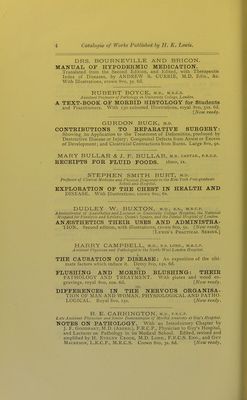 4 Catalogue of Works Published by H. K. Lewis.
DRS. BOURNEVILLE AND BRICON.
MANUAL OF HYPODERMIC MEDICATION.
Translated from the Second Edition, and Edited, with Therapeutic
Index of Diseases, by ANDREW S. CURRIE, M.D. Edin., &c.
With Illustrations, crown 8vo, 3s. 6d.
RUBERT BOYCE, M.B., M.R.C.S.
Assistant Professor of Pathology in University College, London.
A TEXT-BOOK OF MORBID HISTOLOGY for Students
and Practitioners. With 130 coloured Illustrations, royal 8vo, 31s. 6d.
[Now ready.
GURDON BUCK, M.D.
CONTRIBUTIONS TO REPARATIVE SURGERY:
Showing its Application to the Treatment of Deformities, produced by
Destructive Disease or Injury; Congenital Defects from Arrest or Excess
of Development; and Cicatricial Contractions from Burns. Large 8vo, 9s.
MARY BULLAR & J. F. BULLAR, M.B. CANTAB., F.R.C.S.
RECEIPTS FOR FLUID FOODS. 16mo, 1s.
STEPHEN SMITH BURT, M.D.
Professor of Clinical Medicine and Physical Diagnosis in the New York Post-graduate
School and Hospital.
EXPLORATION OF THE CHEST IN HEALTH AND
DISEASE. With Illustrations, crown 8vo, 6s.
DUDLEY W. BUXTON, M.D., B.S., M.R.C.P.
Administrator of Anæsthetics and Lecturer in University College Hospital, the National
Hospital for Paralysis and Epilepsy, Queen's Square, and the Dental Hospital of London.
ANÆSTHETICS THEIR USES AND ADMINISTRA-
TION. Second edition, with Illustrations, crown 8vo, 5s. [Now ready.
[LEWIS'S PRACTICAL SERIES.]
HARRY CAMPBELL, M.D., B.S. LOND., M.R.C.P.
Assistant Physician and Pathologist to the North-West London Hospital.
I.
THE CAUSATION OF DISEASE: An exposition of the ulti-
mate factors which induce it. Demy 8vo, 12s. 6d.
II.
FLUSHING AND MORBID BLUSHING: THEIR
PATHOLOGY AND TREATMENT. With plates and wood en-
gravings, royal 8vo, 10s. 6d. [Now ready.
III.
DIFFERENCES IN THE NERVOUS ORGANISA-
TION OF MAN AND WOMAN, PHYSIOLOGICAL AND PATHO-
LOGICAL. Royal 8vo, 15s. [Now ready.
R. E. CARRINGTON, M.D., F.R.C.P.
Late Assistant Physician and Senior Demonstrator of Morbid Anatomy at Guy's Hospital.
NOTES ON PATHOLOGY. With an Introductory Chapter by
J. F. GOODHART, M.D. (ABERD.), F.R.C.P., Physician to Guy's Hospital,
and Lecturer on Pathology in its Medical School. Edited, revised and
amplified by H. EVELYN CROOK, M.D. LOND., F.R.C.S. ENG., and GUY
MACKESON, L.R.C.P., M.R.C.S. Crown 8vo, 3s. 6d. [Now ready.